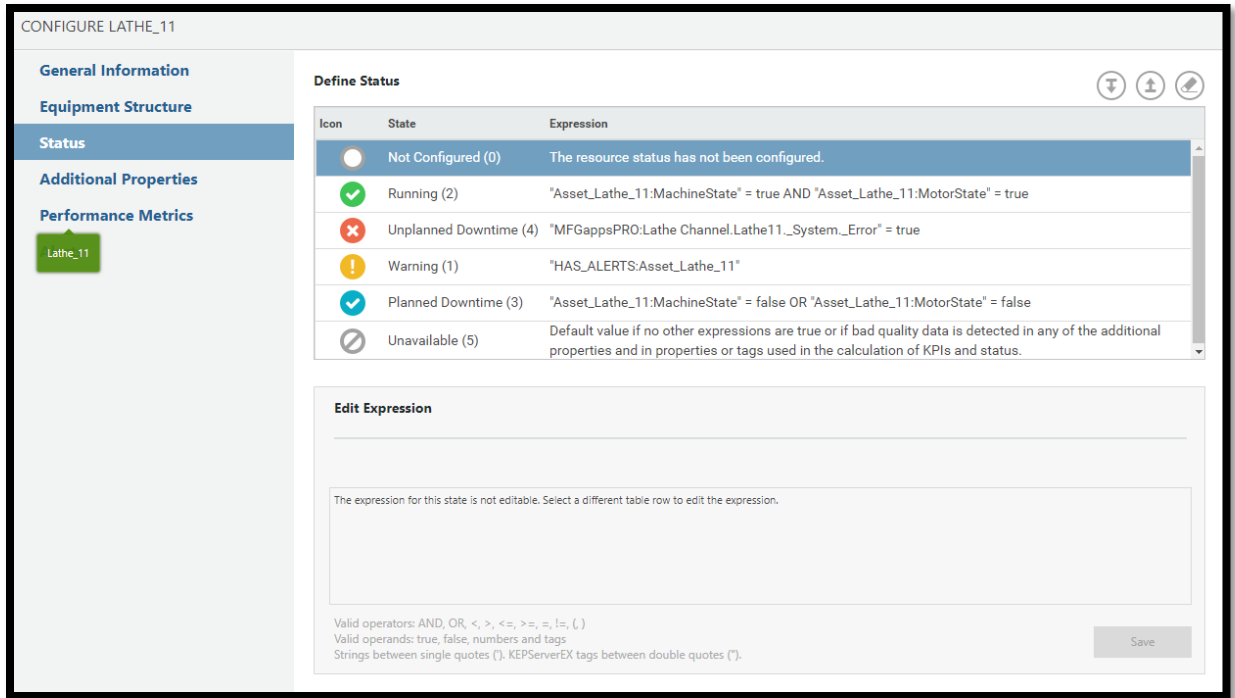 CONFIGURE LATHE_11
General Information
Equipment Structure
Status
Additional Properties
Performance Metrics
Lathe_11
Define Status
Icon State Expression
Not Configured (0) The resource status has not been configured.
Running (2) "Asset_Lathe_11:MachineState" = true AND "Asset_Lathe_11:MotorState" = true
Unplanned Downtime (4) "MFGappsPRO:Lathe Channel.Lathe11._System._Error" = true
Warning (1) "HAS_ALERTS:Asset_Lathe_11"
Planned Downtime (3) "Asset_Lathe_11:MachineState" = false OR "Asset_Lathe_11:MotorState" = false
Unavailable (5) Default value if no other expressions are true or if bad quality data is detected in any of the additional
properties and in properties or tags used in the calculation of KPIs and status.
Edit Expression
The expression for this state is not editable. Select a different table row to edit the expression.
Valid operators: AND, OR, <, >, <=, >=, =, !=, (, )
Valid operands: true, false, numbers and tags
Strings between single quotes ('). KEPServerEX tags between double quotes (").
Save